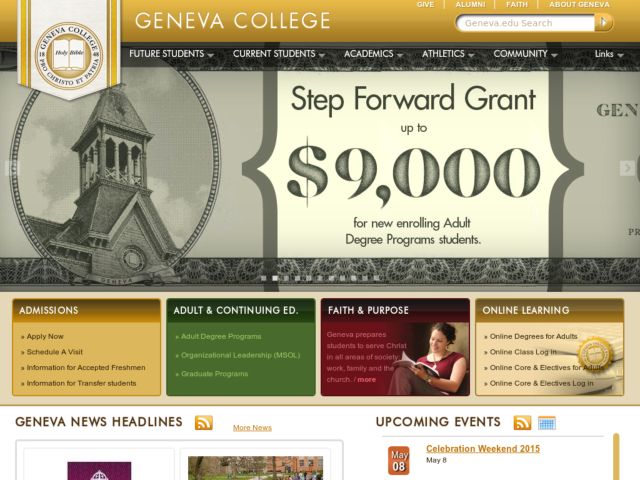 GIVE
ALUMNI
FAITH
ABOUT GENEVA
GENEVA COLLEGE
Geneva.edu Search
GENEVA COLLEGE
18 48
Holy Bible
PRO CHRISTO ET PATRIA
FUTURE STUDENTS
CURRENT STUDENTS
ACADEMICS
ATHLETICS
COMMUNITY
Links
Step Forward Grant
up to
$9,000
for new enrolling Adult
Degree Programs students.
GENEVA
GEN
PR
ADMISSIONS
» Apply Now
» Schedule A Visit
» Information for Accepted Freshmen
» Information for Transfer students
ADULT & CONTINUING ED.
» Adult Degree Programs
» Organizational Leadership (MSOL)
» Graduate Programs
FAITH & PURPOSE
Geneva prepares
students to serve Christ
in all areas of society:
work, family and the
church. / more
ONLINE LEARNING
» Online Degrees for Adults
» Online Class Log in
» Online Core & Electives for Adults
» Online Core & Electives Log in
GENEVA NEWS HEADLINES
More News
UPCOMING EVENTS
May
08
Celebration Weekend 2015
May 8